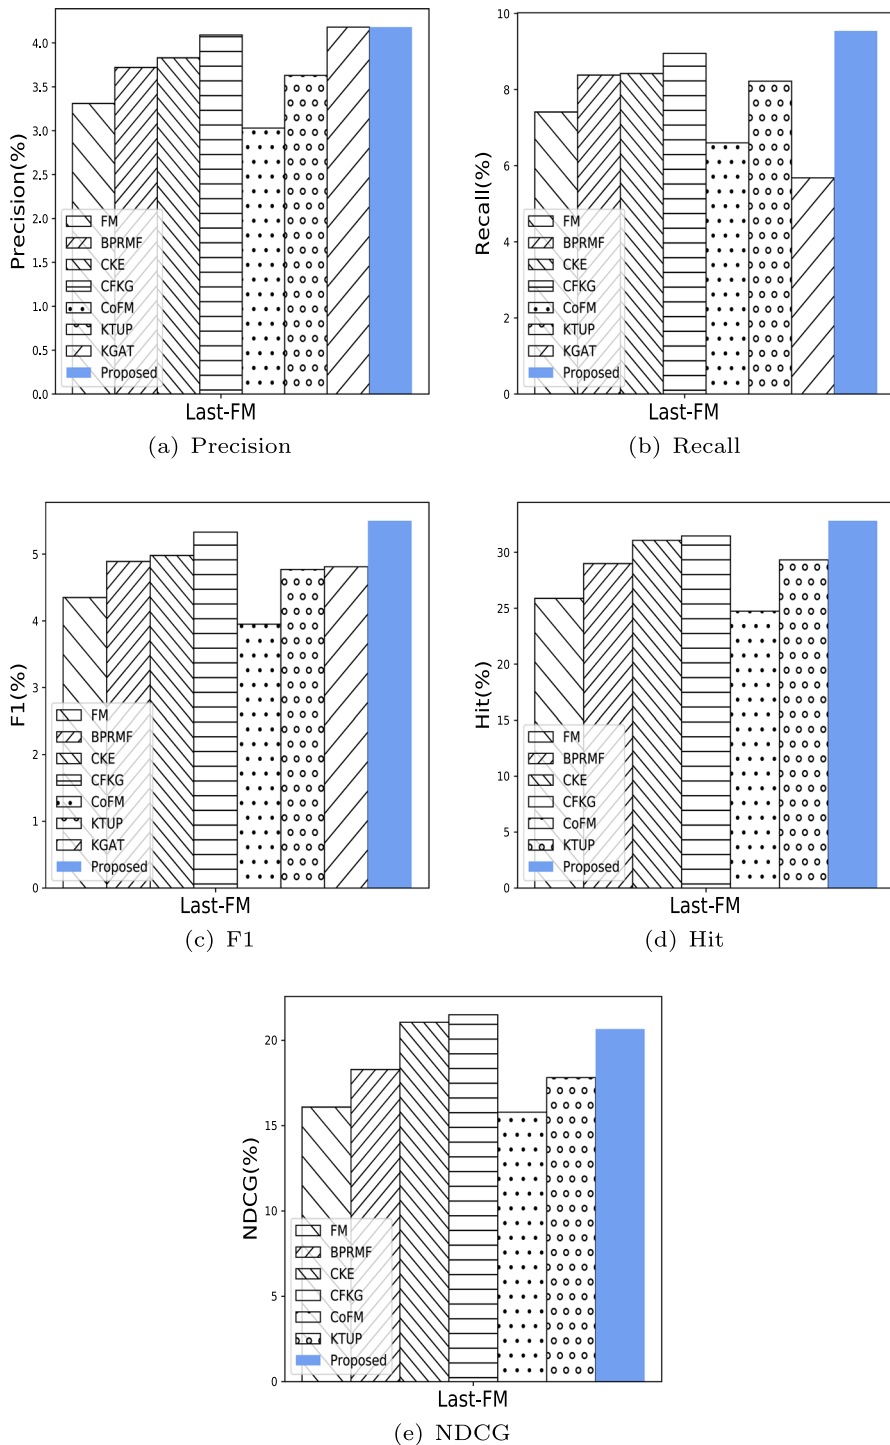 4.0
3.5
3.0
2.5
2.0
1.5
1.0
0.5
0.0
Precision(%)
FM
BPRMF
CKE
CFKG
CoFM
KTUP
KGAT
Proposed
Last-FM
(a) Precision
10
8
6
4
2
0
Recall(%)
FM
BPRMF
CKE
CFKG
CoFM
KTUP
KGAT
Proposed
Last-FM
(b) Recall
5
4
3
2
1
0
F1(%)
FM
BPRMF
CKE
CFKG
CoFM
KTUP
KGAT
Proposed
Last-FM
(c) F1
30
25
20
15
10
5
0
Hit(%)
FM
BPRMF
CKE
CFKG
CoFM
KTUP
Proposed
Last-FM
(d) Hit
20
15
10
5
0
NDCG(%)
FM
BPRMF
CKE
CFKG
CoFM
KTUP
Proposed
Last-FM
(e) NDCG